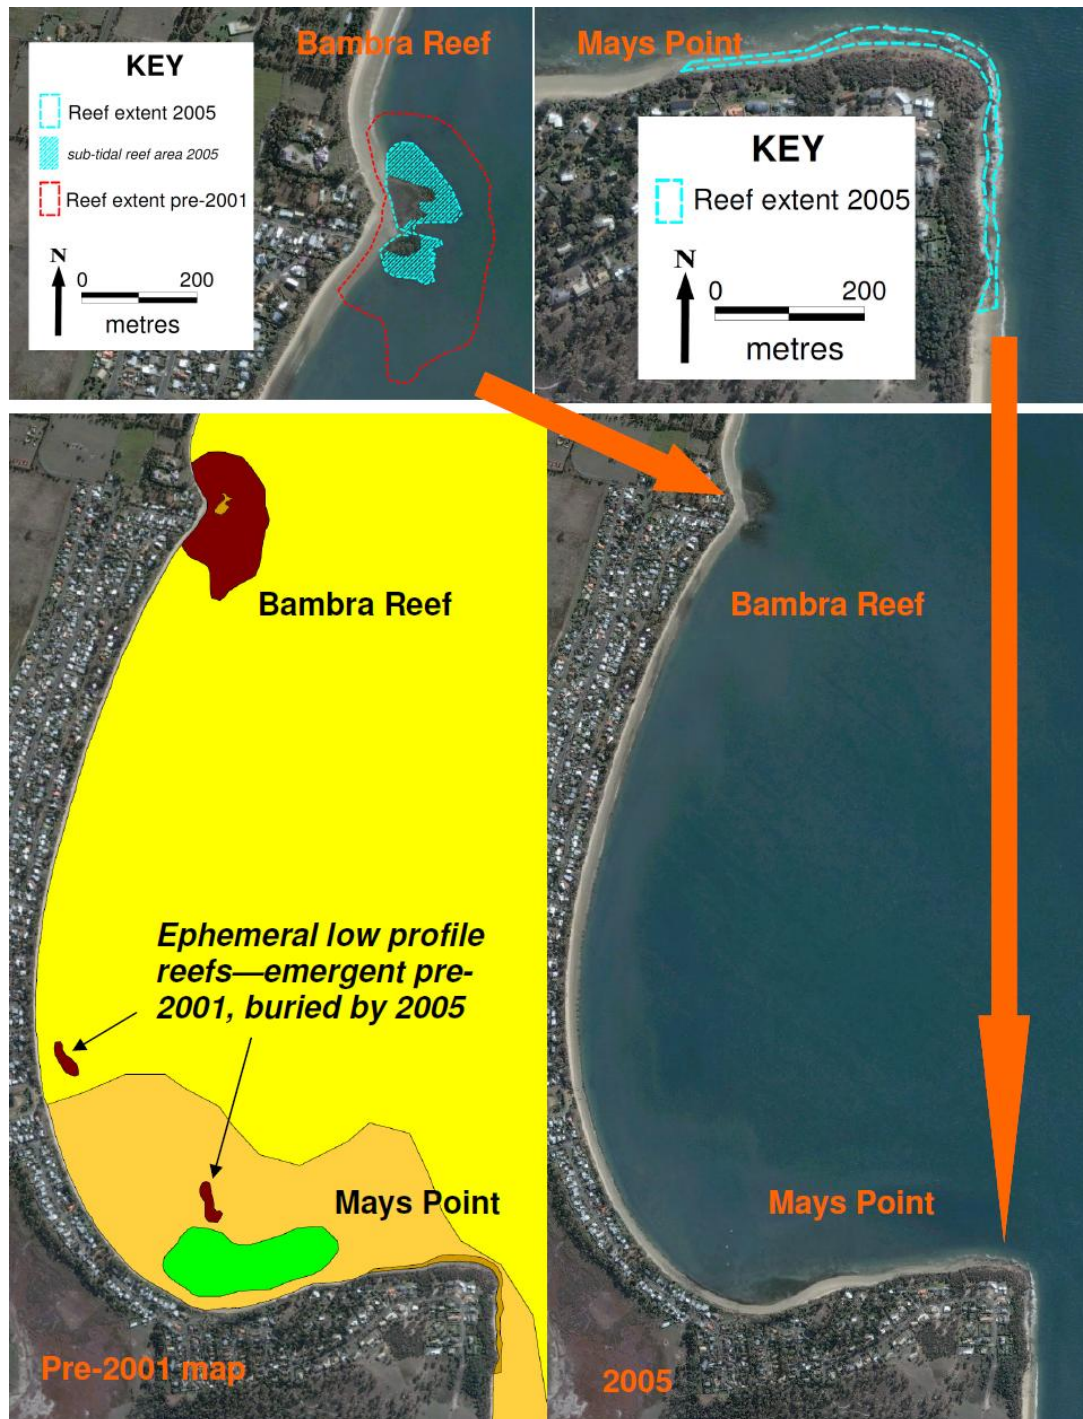 Bambra Reef
KEY
Reef extent 2005
sub-tidal reef area 2005
Reef extent pre-2001
N
0 200
metres
Mays Point
KEY
Reef extent 2005
N
0 200
metres
Bambra Reef
Ephemeral low profile
reefs—emergent pre-
2001, buried by 2005
Mays Point
Pre-2001 map
Bambra Reef
Mays Point
2005